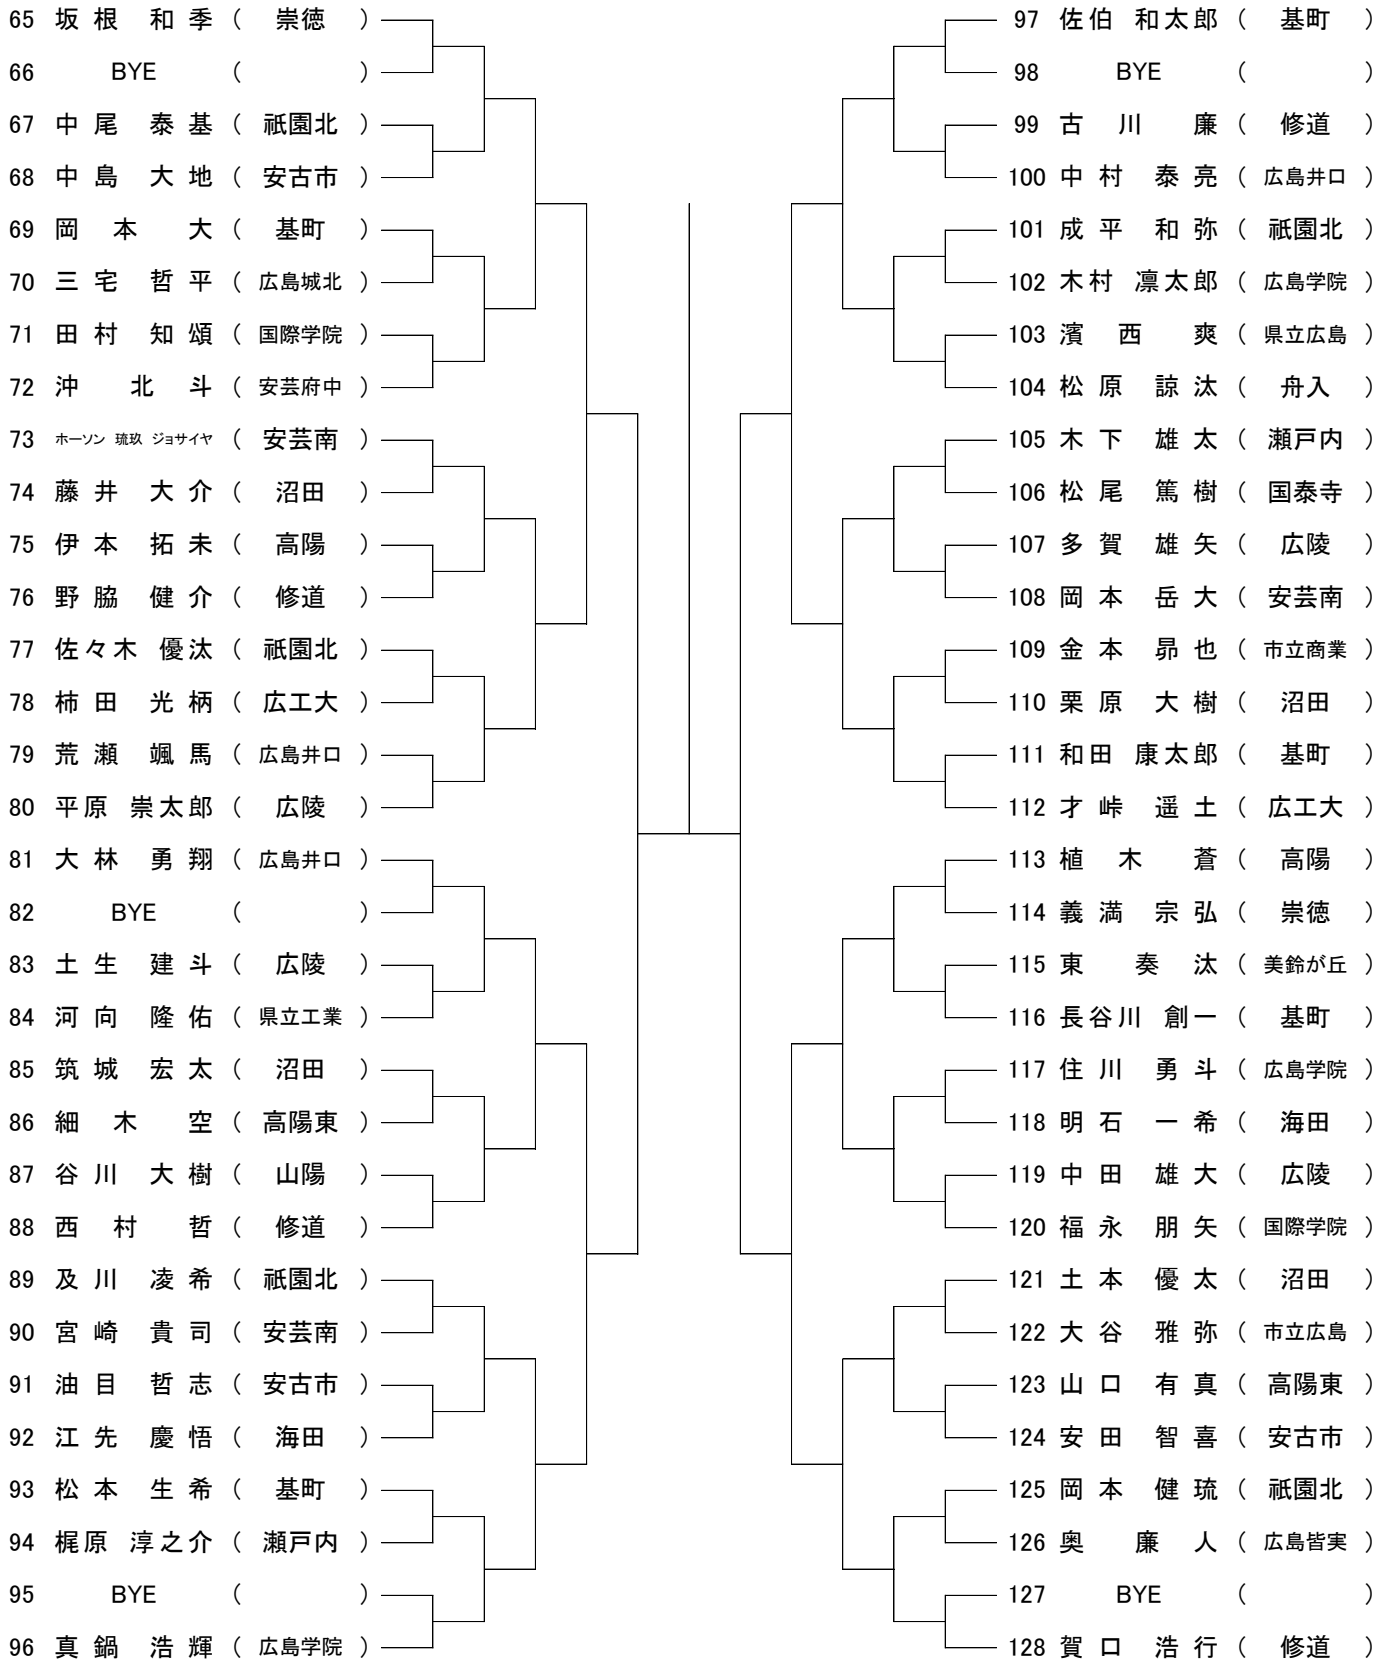 65 坂根 和季 ( 崇徳 )
66 BYE ( )
67 中尾 泰基 ( 祇園北 )
68 中島 大地 ( 安古市 )
69 岡本 大 ( 基町 )
70 三宅 哲平 ( 広島城北 )
71 田村 知頌 ( 国際学院 )
72 沖 北斗 ( 安芸府中 )
73 ホーソン 琉玖 ジョサイヤ ( 安芸南 )
74 藤井 大介 ( 沼田 )
75 伊本 拓未 ( 高陽 )
76 野脇 健介 ( 修道 )
77 佐々木 優汰 ( 祇園北 )
78 柿田 光柄 ( 広工大 )
79 荒瀬 颯馬 ( 広島井口 )
80 平原 崇太郎 ( 広陵 )
81 大林 勇翔 ( 広島井口 )
82 BYE ( )
83 土生 建斗 ( 広陵 )
84 河向 隆佑 ( 県立工業 )
85 筑城 宏太 ( 沼田 )
86 細木 空 ( 高陽東 )
87 谷川 大樹 ( 山陽 )
88 西村 哲 ( 修道 )
89 及川 凌希 ( 祇園北 )
90 宮崎 貴司 ( 安芸南 )
91 油目 哲志 ( 安古市 )
92 江先 慶悟 ( 海田 )
93 松本 生希 ( 基町 )
94 梶原 淳之介 ( 瀬戸内 )
95 BYE ( )
96 真鍋 浩輝 ( 広島学院 )
97 佐伯 和太郎 ( 基町 )
98 BYE ( )
99 古川 廉 ( 修道 )
100 中村 泰亮 ( 広島井口 )
101 成平 和弥 ( 祇園北 )
102 木村 凛太郎 ( 広島学院 )
103 濱西 爽 ( 県立広島 )
104 松原 諒汰 ( 舟入 )
105 木下 雄太 ( 瀬戸内 )
106 松尾 篤樹 ( 国泰寺 )
107 多賀 雄矢 ( 広陵 )
108 岡本 岳大 ( 安芸南 )
109 金本 昴也 ( 市立商業 )
110 栗原 大樹 ( 沼田 )
111 和田 康太郎 ( 基町 )
112 才峠 遥土 ( 広工大 )
113 植木 蒼 ( 高陽 )
114 義満 宗弘 ( 崇徳 )
115 東 奏汰 ( 美鈴が丘 )
116 長谷川 創一 ( 基町 )
117 住川 勇斗 ( 広島学院 )
118 明石 一希 ( 海田 )
119 中田 雄大 ( 広陵 )
120 福永 朋矢 ( 国際学院 )
121 土本 優太 ( 沼田 )
122 大谷 雅弥 ( 市立広島 )
123 山口 有真 ( 高陽東 )
124 安田 智喜 ( 安古市 )
125 岡本 健琉 ( 祇園北 )
126 奥 廉人 ( 広島皆実 )
127 BYE ( )
128 賀口 浩行 ( 修道 )